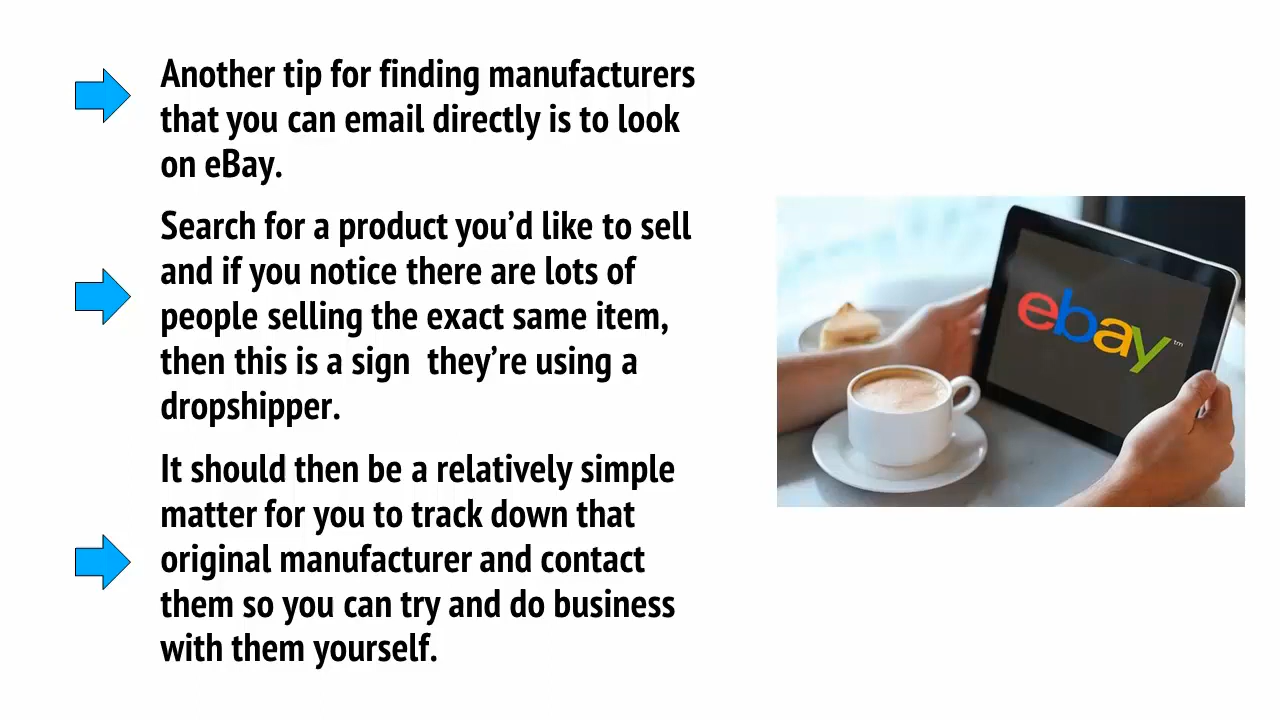 Another tip for finding manufacturers
that you can email directly is to look
on eBay.
Search for a product you’d like to sell
and if you notice there are lots of
people selling the exact same item,
then this is a sign  they’re using a
dropshipper.
It should then be a relatively simple
matter for you to track down that
original manufacturer and contact
them so you can try and do business
with them yourself.
ebay™